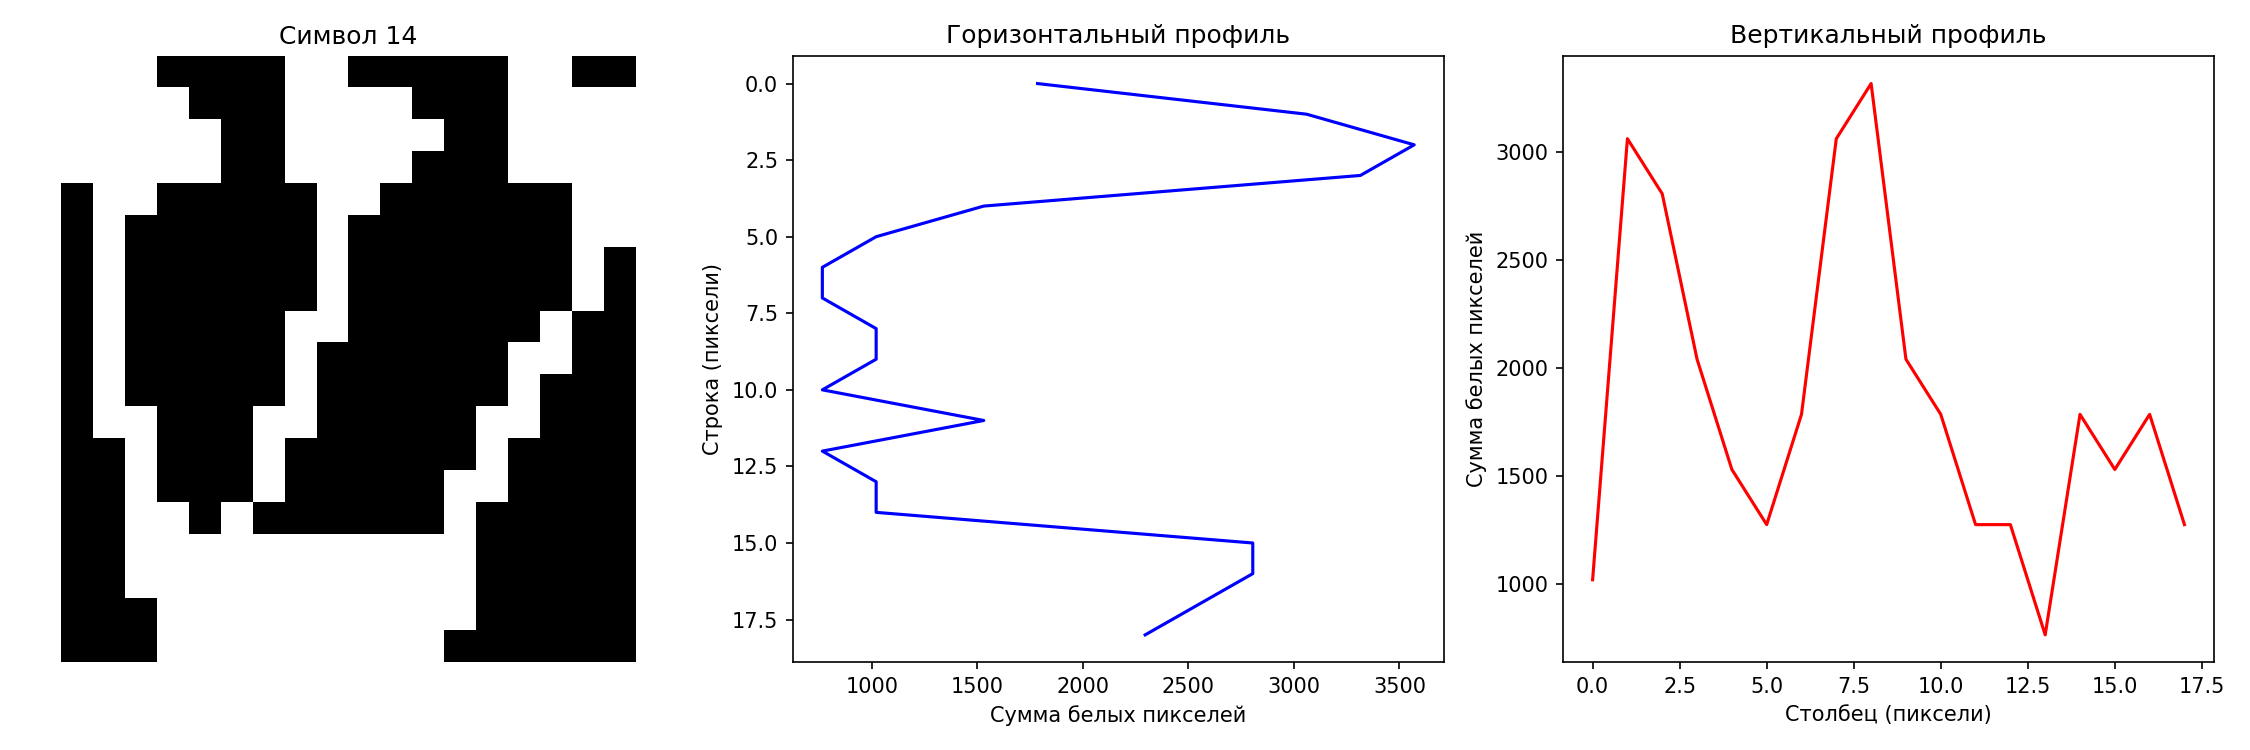 Символ 14
Горизонтальный профиль
Строка (пиксели)
0.0
2.5
5.0
7.5
10.0
12.5
15.0
17.5
1000 1500 2000 2500 3000 3500
Сумма белых пикселей
Вертикальный профиль
Сумма белых пикселей
3000
2500
2000
1500
1000
0.0 2.5 5.0 7.5 10.0 12.5 15.0 17.5
Столбец (пиксели)